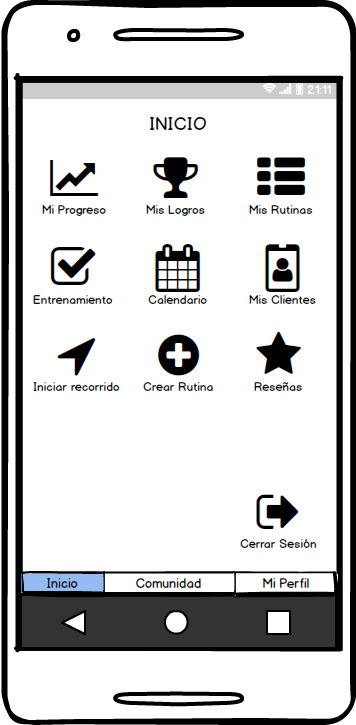 21:11
INICIO
Mi Progreso Mis Logros Mis Rutinas
Entrenamiento Calendario Mis Clientes
Iniciar recorrido Crear Rutina Reseñas
Cerrar Sesión
Inicio Comunidad Mi Perfil